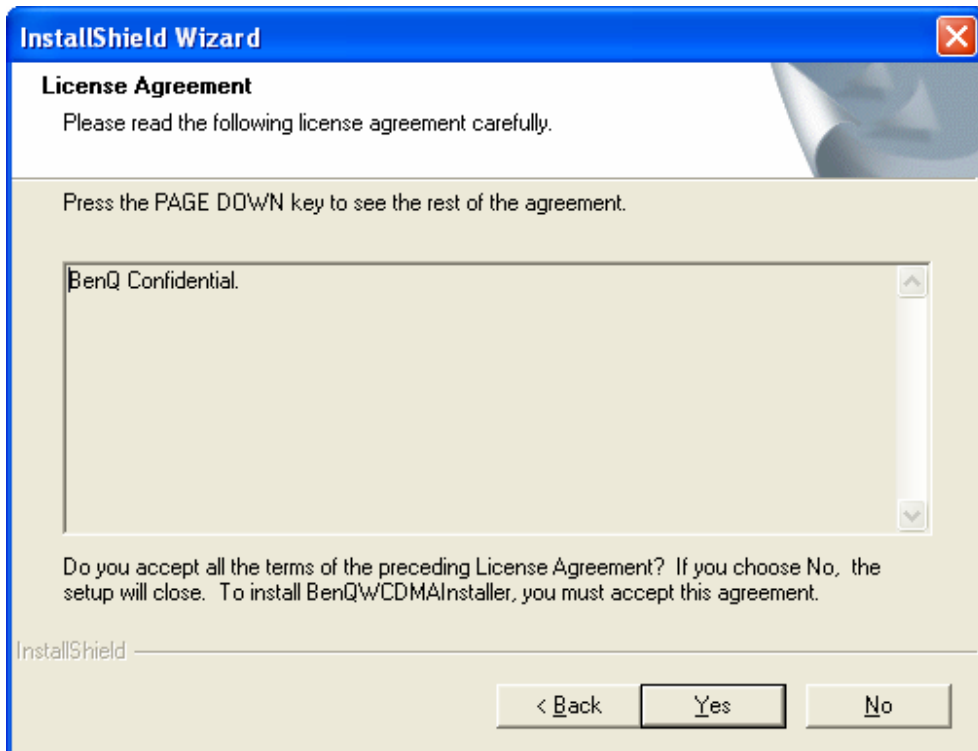 InstallShield Wizard
License Agreement
Please read the following license agreement carefully.
Press the PAGE DOWN key to see the rest of the agreement.
BenQ Confidential.
Do you accept all the terms of the preceding License Agreement?  If you choose No,  the
setup will close.  To install BenQWCDMAInstaller, you must accept this agreement.
InstallShield
< Back
Yes
No